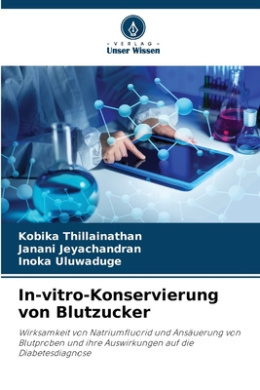 VERLAG
Unser Wissen
Kobika Thillainathan
Janani Jeyachandran
Inoka Uluwaduge
In-vitro-Konservierung
von Blutzucker
Wirksamkeit von Natriumfluorid und Ansäuerung von
Blutproben und ihre Auswirkungen auf die
Diabetesdiagnose